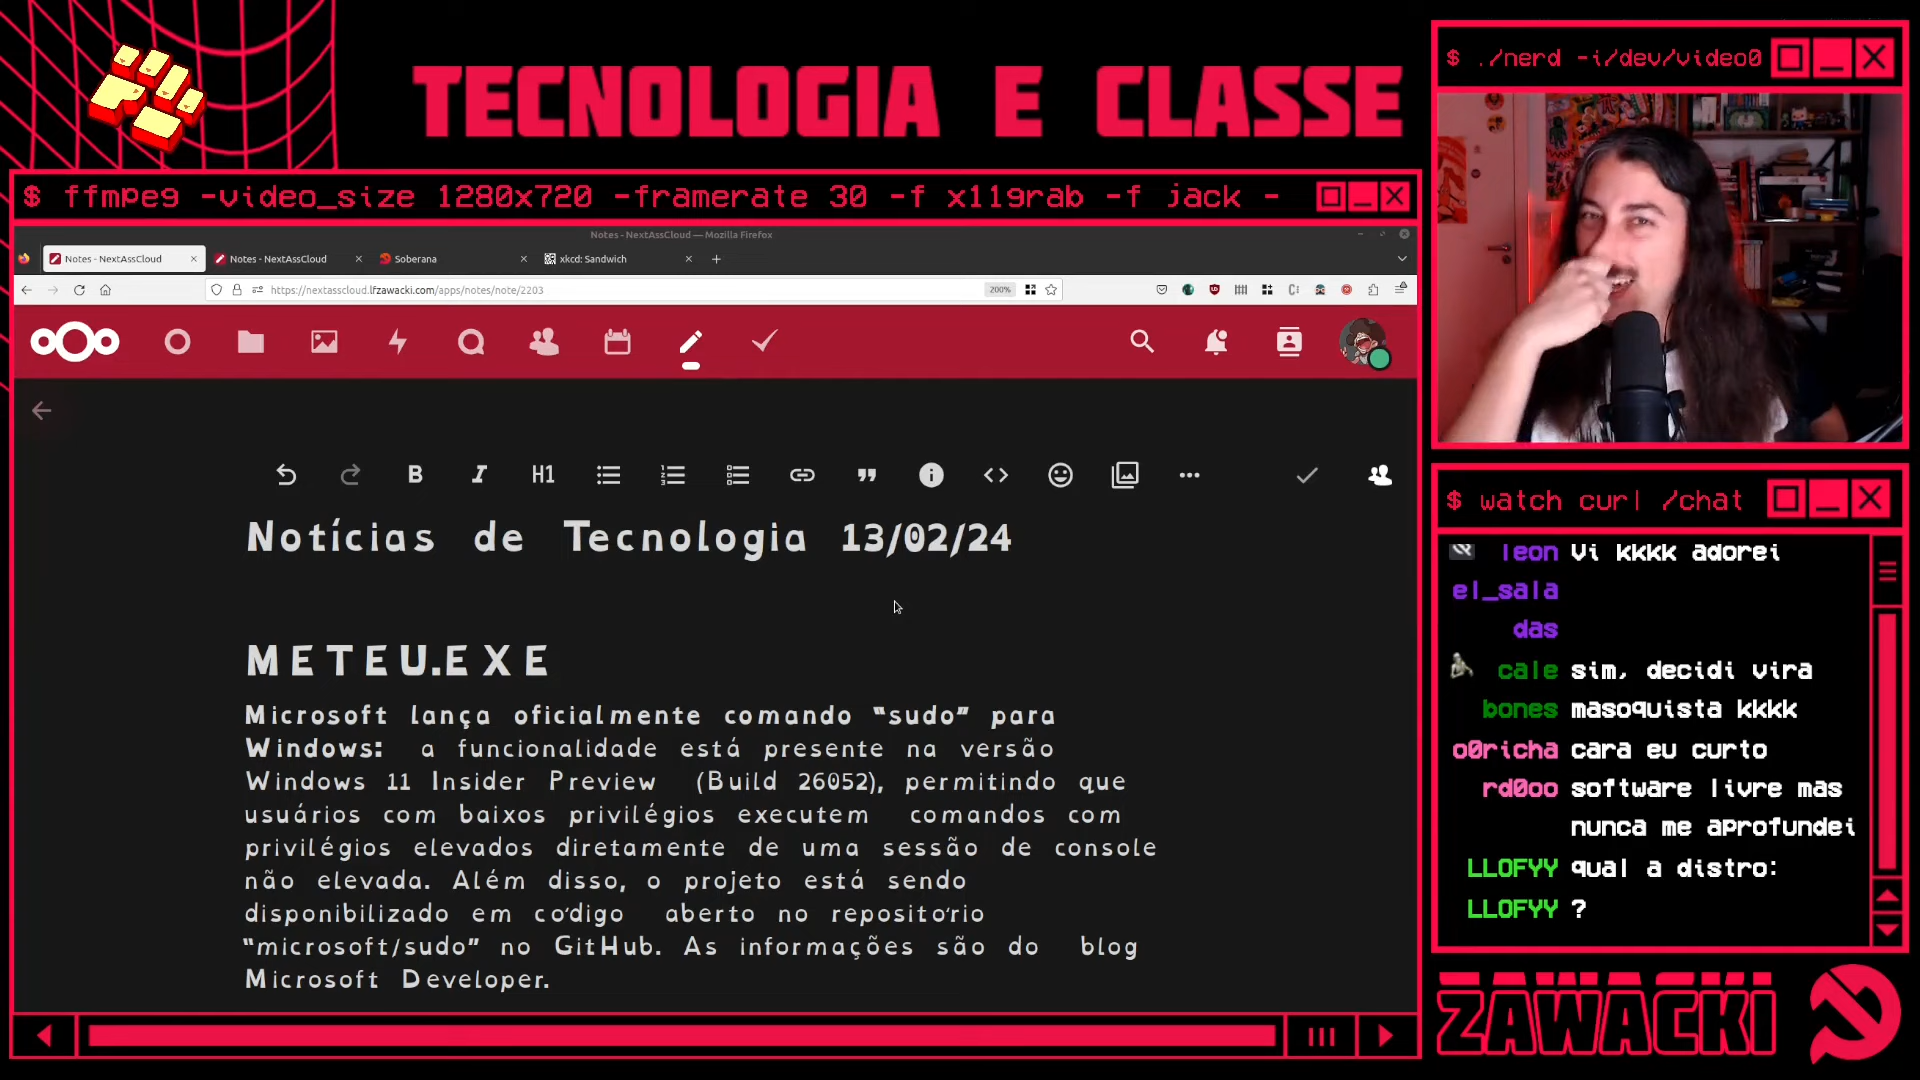 TECNOLOGIA E CLASSE
$ ffmpeg -video_size 1280x720 -framerate 30 -f x11grab -f jack -
Notes - NextAssCloud — Mozilla Firefox
Notes - NextAssCloud
Notes - NextAssCloud
Soberana
xkcd: Sandwich
https://nextasscloud.lfzawacki.com/apps/notes/note/2203
200%
B I H1
Notícias de Tecnologia 13/02/24
METEU.EXE
Microsoft lança oficialmente comando “sudo” para
Windows: a funcionalidade está presente na versão
Windows 11 Insider Preview (Build 26052), permitindo que
usuários com baixos privilégios executem comandos com
privilégios elevados diretamente de uma sessão de console
não elevada. Além disso, o projeto está sendo
disponibilizado em código aberto no repositório
“microsoft/sudo” no GitHub. As informações são do blog
Microsoft Developer.
$ ./nerd -i/dev/video0
$ watch curl /chat
leon Vi kkkk adorei
el_sala
das
cale sim, decidi vira
bones masoquista kkkk
o0richa cara eu curto
rd0oo software livre mas
nunca me aprofundei
LLOFYY qual a distro:
LLOFYY ?
ZAWACKI